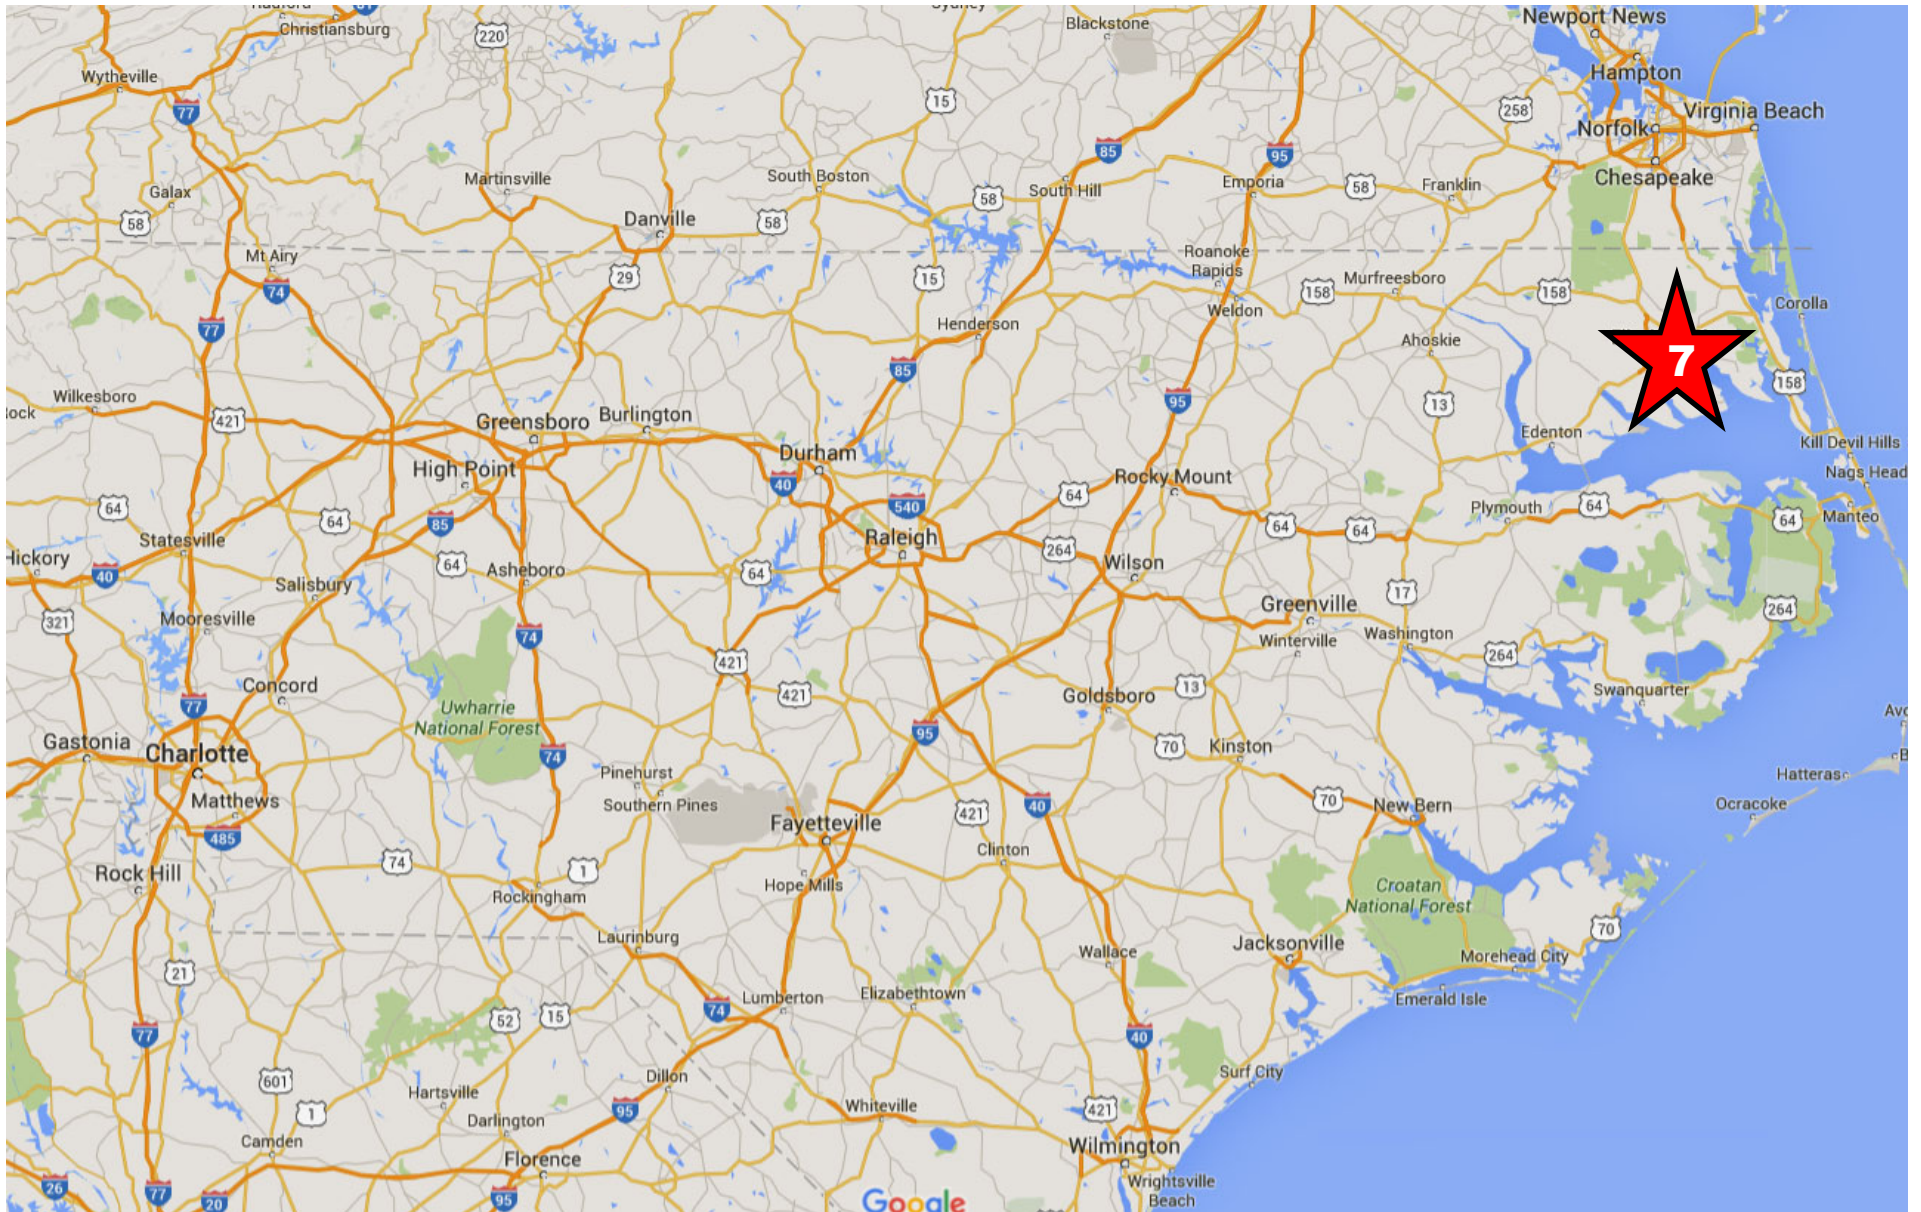 Christiansburg
Blackstone
Newport News
220
Wytheville
Hampton
77
15
258
Virginia Beach
Norfolk
85
95
Martinsville
South Boston
South Hill
Emporia
58
Franklin
Chesapeake
Galax
58
58
Danville
58
Mt Airy
29
15
Roanoke
Rapids
Murfreesboro
74
158
158
Corolla
77
Henderson
Weldon
Ahoskie
7
85
158
Wilkesboro
95
13
421
Greensboro
Burlington
Edenton
Kill Devil Hills
Durham
High Point
Nags Head
40
Rocky Mount
64
64
540
Plymouth
64
64
85
64
64
64
Manteo
Statesville
Raleigh
264
Hickory
64
Asheboro
64
Wilson
40
Salisbury
17
321
Mooresville
Greenville
264
74
Winterville
Washington
264
421
Concord
421
Goldsboro
13
Swanquarter
77
Uwharrie
National Forest
95
Gastonia
Charlotte
74
70
Kinston
Pinehurst
Hatteras
Matthews
Southern Pines
40
70
New Bern
Ocracoke
485
421
Fayetteville
Clinton
74
1
Rock Hill
Hope Mills
Croatan
National Forest
Rockingham
70
Laurinburg
Jacksonville
Wallace
Morehead City
21
Lumberton
Elizabethtown
Emerald Isle
74
52
15
77
40
Surf City
601
Dillon
Hartsville
Whiteville
1
95
421
Darlington
Camden
Wilmington
Florence
26
77
20
95
Wrightsville
Beach
Google